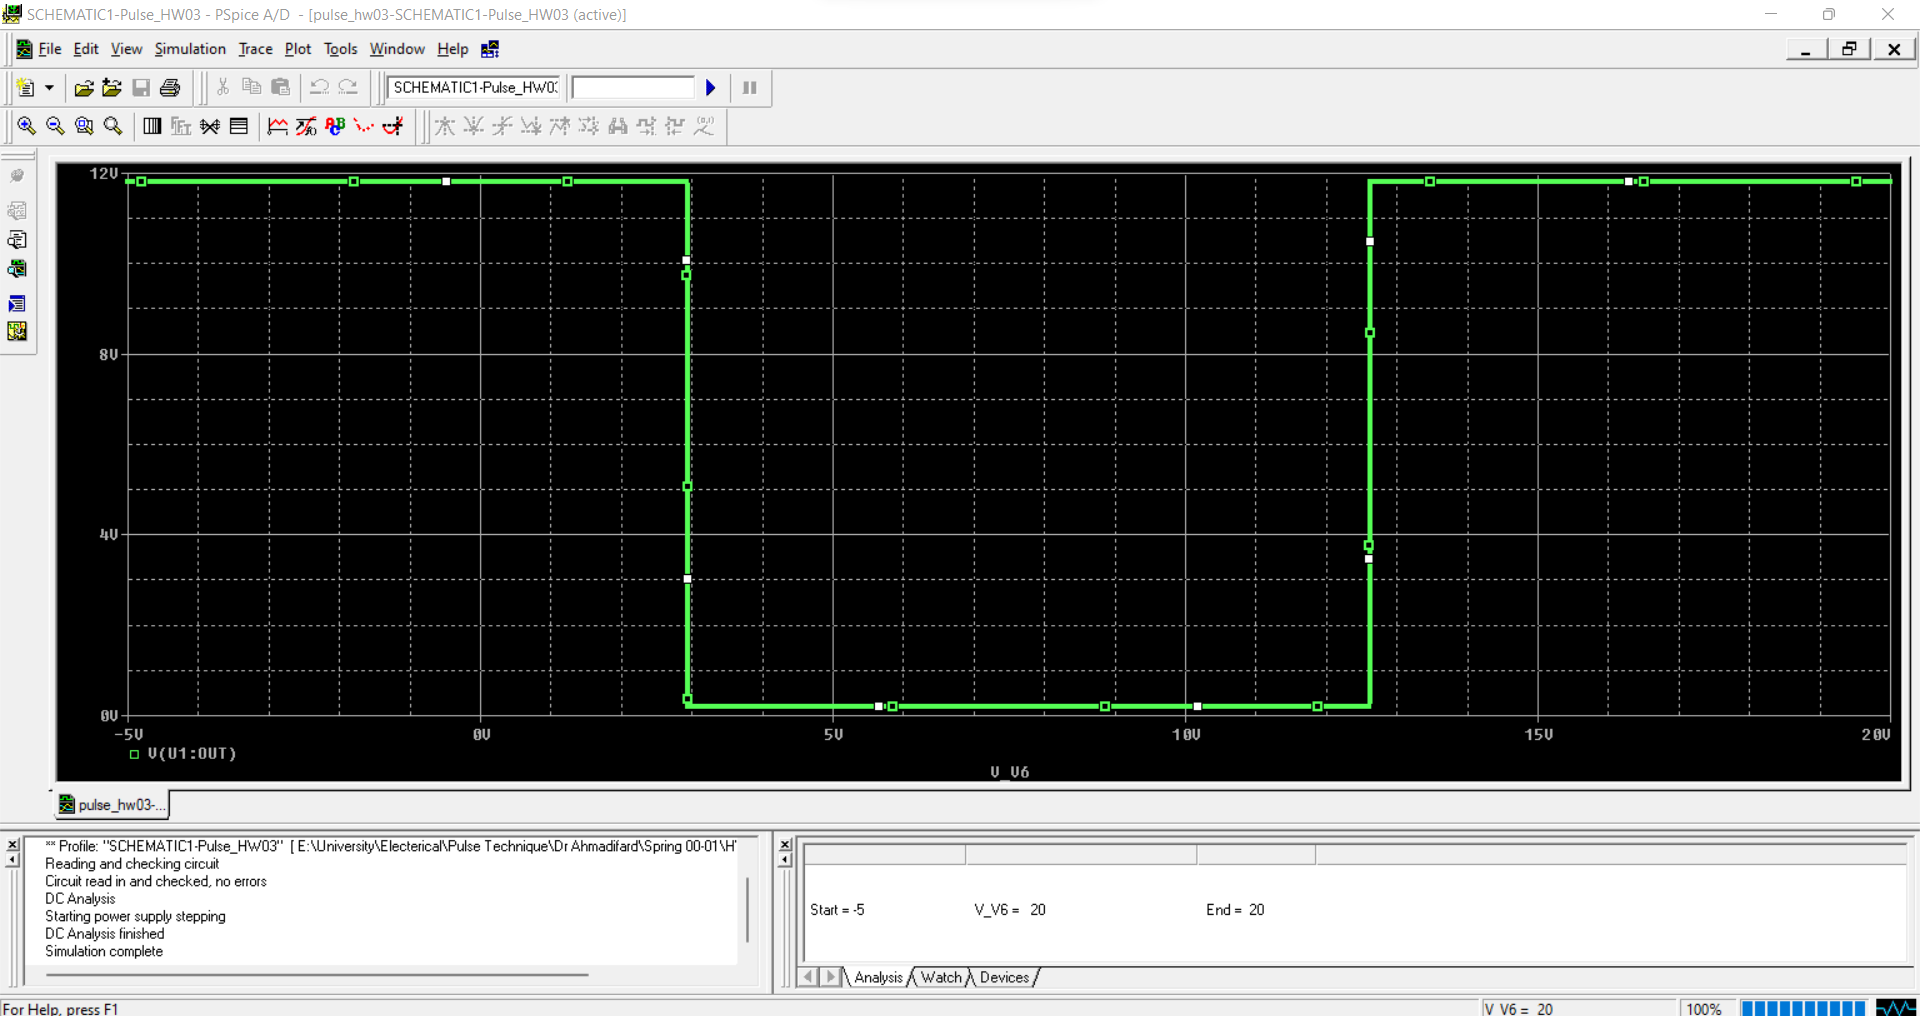 SCHEMATIC1-Pulse_HW03 - PSpice A/D - [pulse_hw03-SCHEMATIC1-Pulse_HW03 (active)]
File Edit View Simulation Trace Plot Tools Window Help
SCHEMATIC1-Pulse_HW03
12V
8V
4V
0V
-5V 0V 5V 10V 15V 20V
V(U1:OUT)
V_V6
pulse_hw03-...
** Profile: "SCHEMATIC1-Pulse_HW03" [ E:\University\Electerical\Pulse Technique\Dr Ahmadifard\Spring 00-01\H
Reading and checking circuit
Circuit read in and checked, no errors
DC Analysis
Starting power supply stepping
DC Analysis finished
Simulation complete
Start = -5 V_V6 = 20 End = 20
Analysis Watch Devices
For Help, press F1 V_V6 = 20 100%